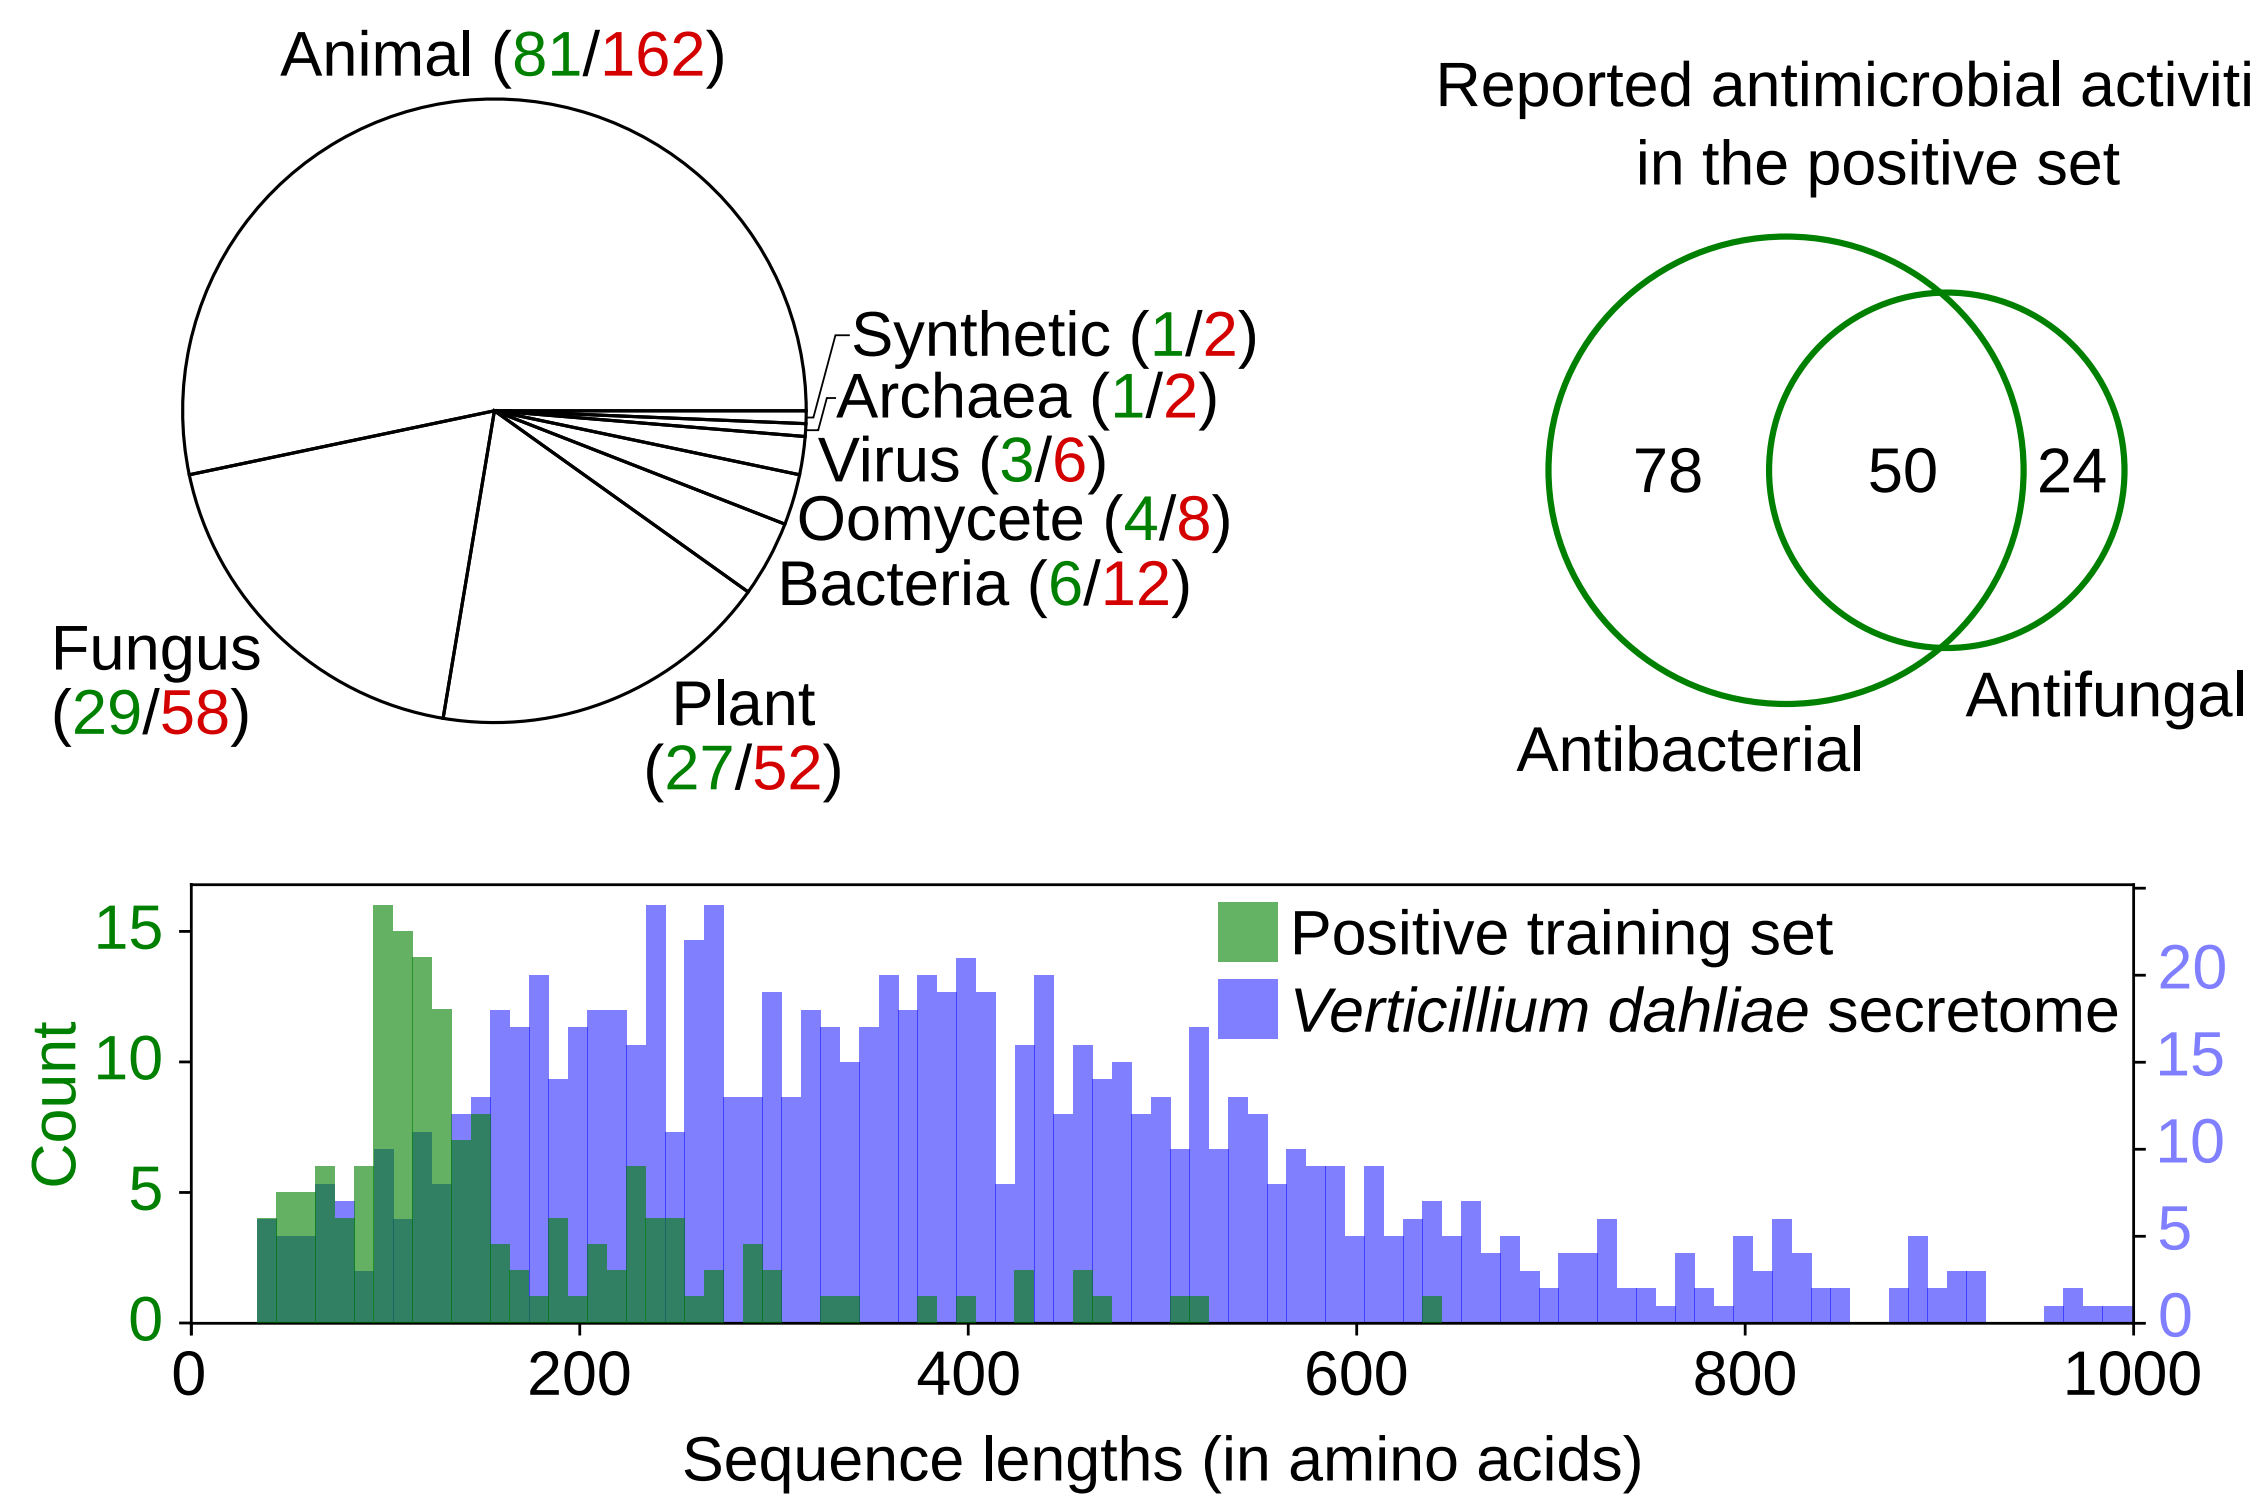 Animal (81/162)
Synthetic (1/2)
Archaea (1/2)
Virus (3/6)
Oomycete (4/8)
Bacteria (6/12)
Fungus
(29/58)
Plant
(27/52)
Reported antimicrobial activiti
in the positive set
78
50
24
Antifungal
Antibacterial
Count
15
10
5
0
Positive training set
Verticillium dahliae secretome
20
15
10
5
0
0
200
400
600
800
1000
Sequence lengths (in amino acids)